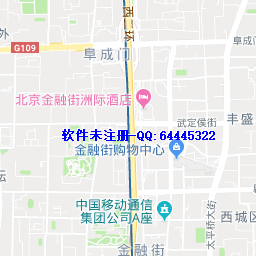 外
阜成门
西二环
G109
阜成
北京金融街洲际酒店
武定侯街
丰盛
软件未注册-QQ:64445322
金融街购物中心
中国移动通信
集团公司A座
太平桥大街
西城区
金融街